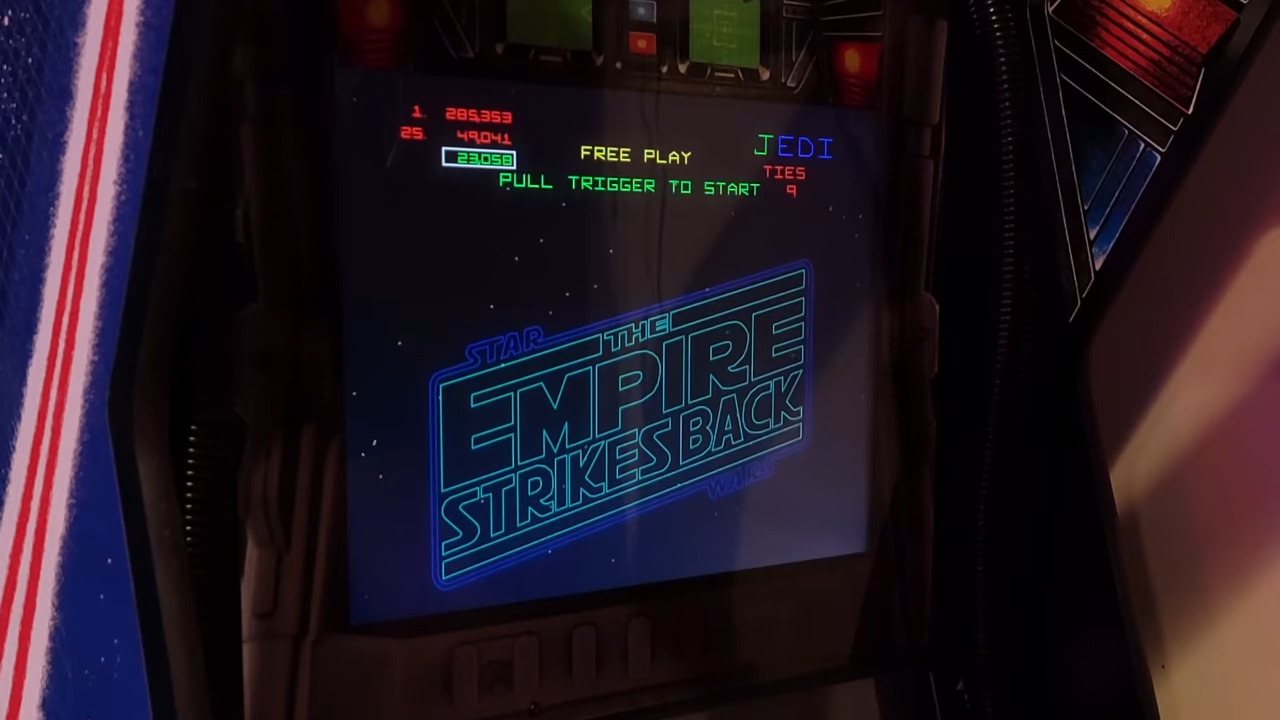 1. 285,353
25. 49,041
23,058
FREE PLAY
PULL TRIGGER TO START
JEDI
TIES
9
STAR
THE
EMPIRE
STRIKES BACK
WARS